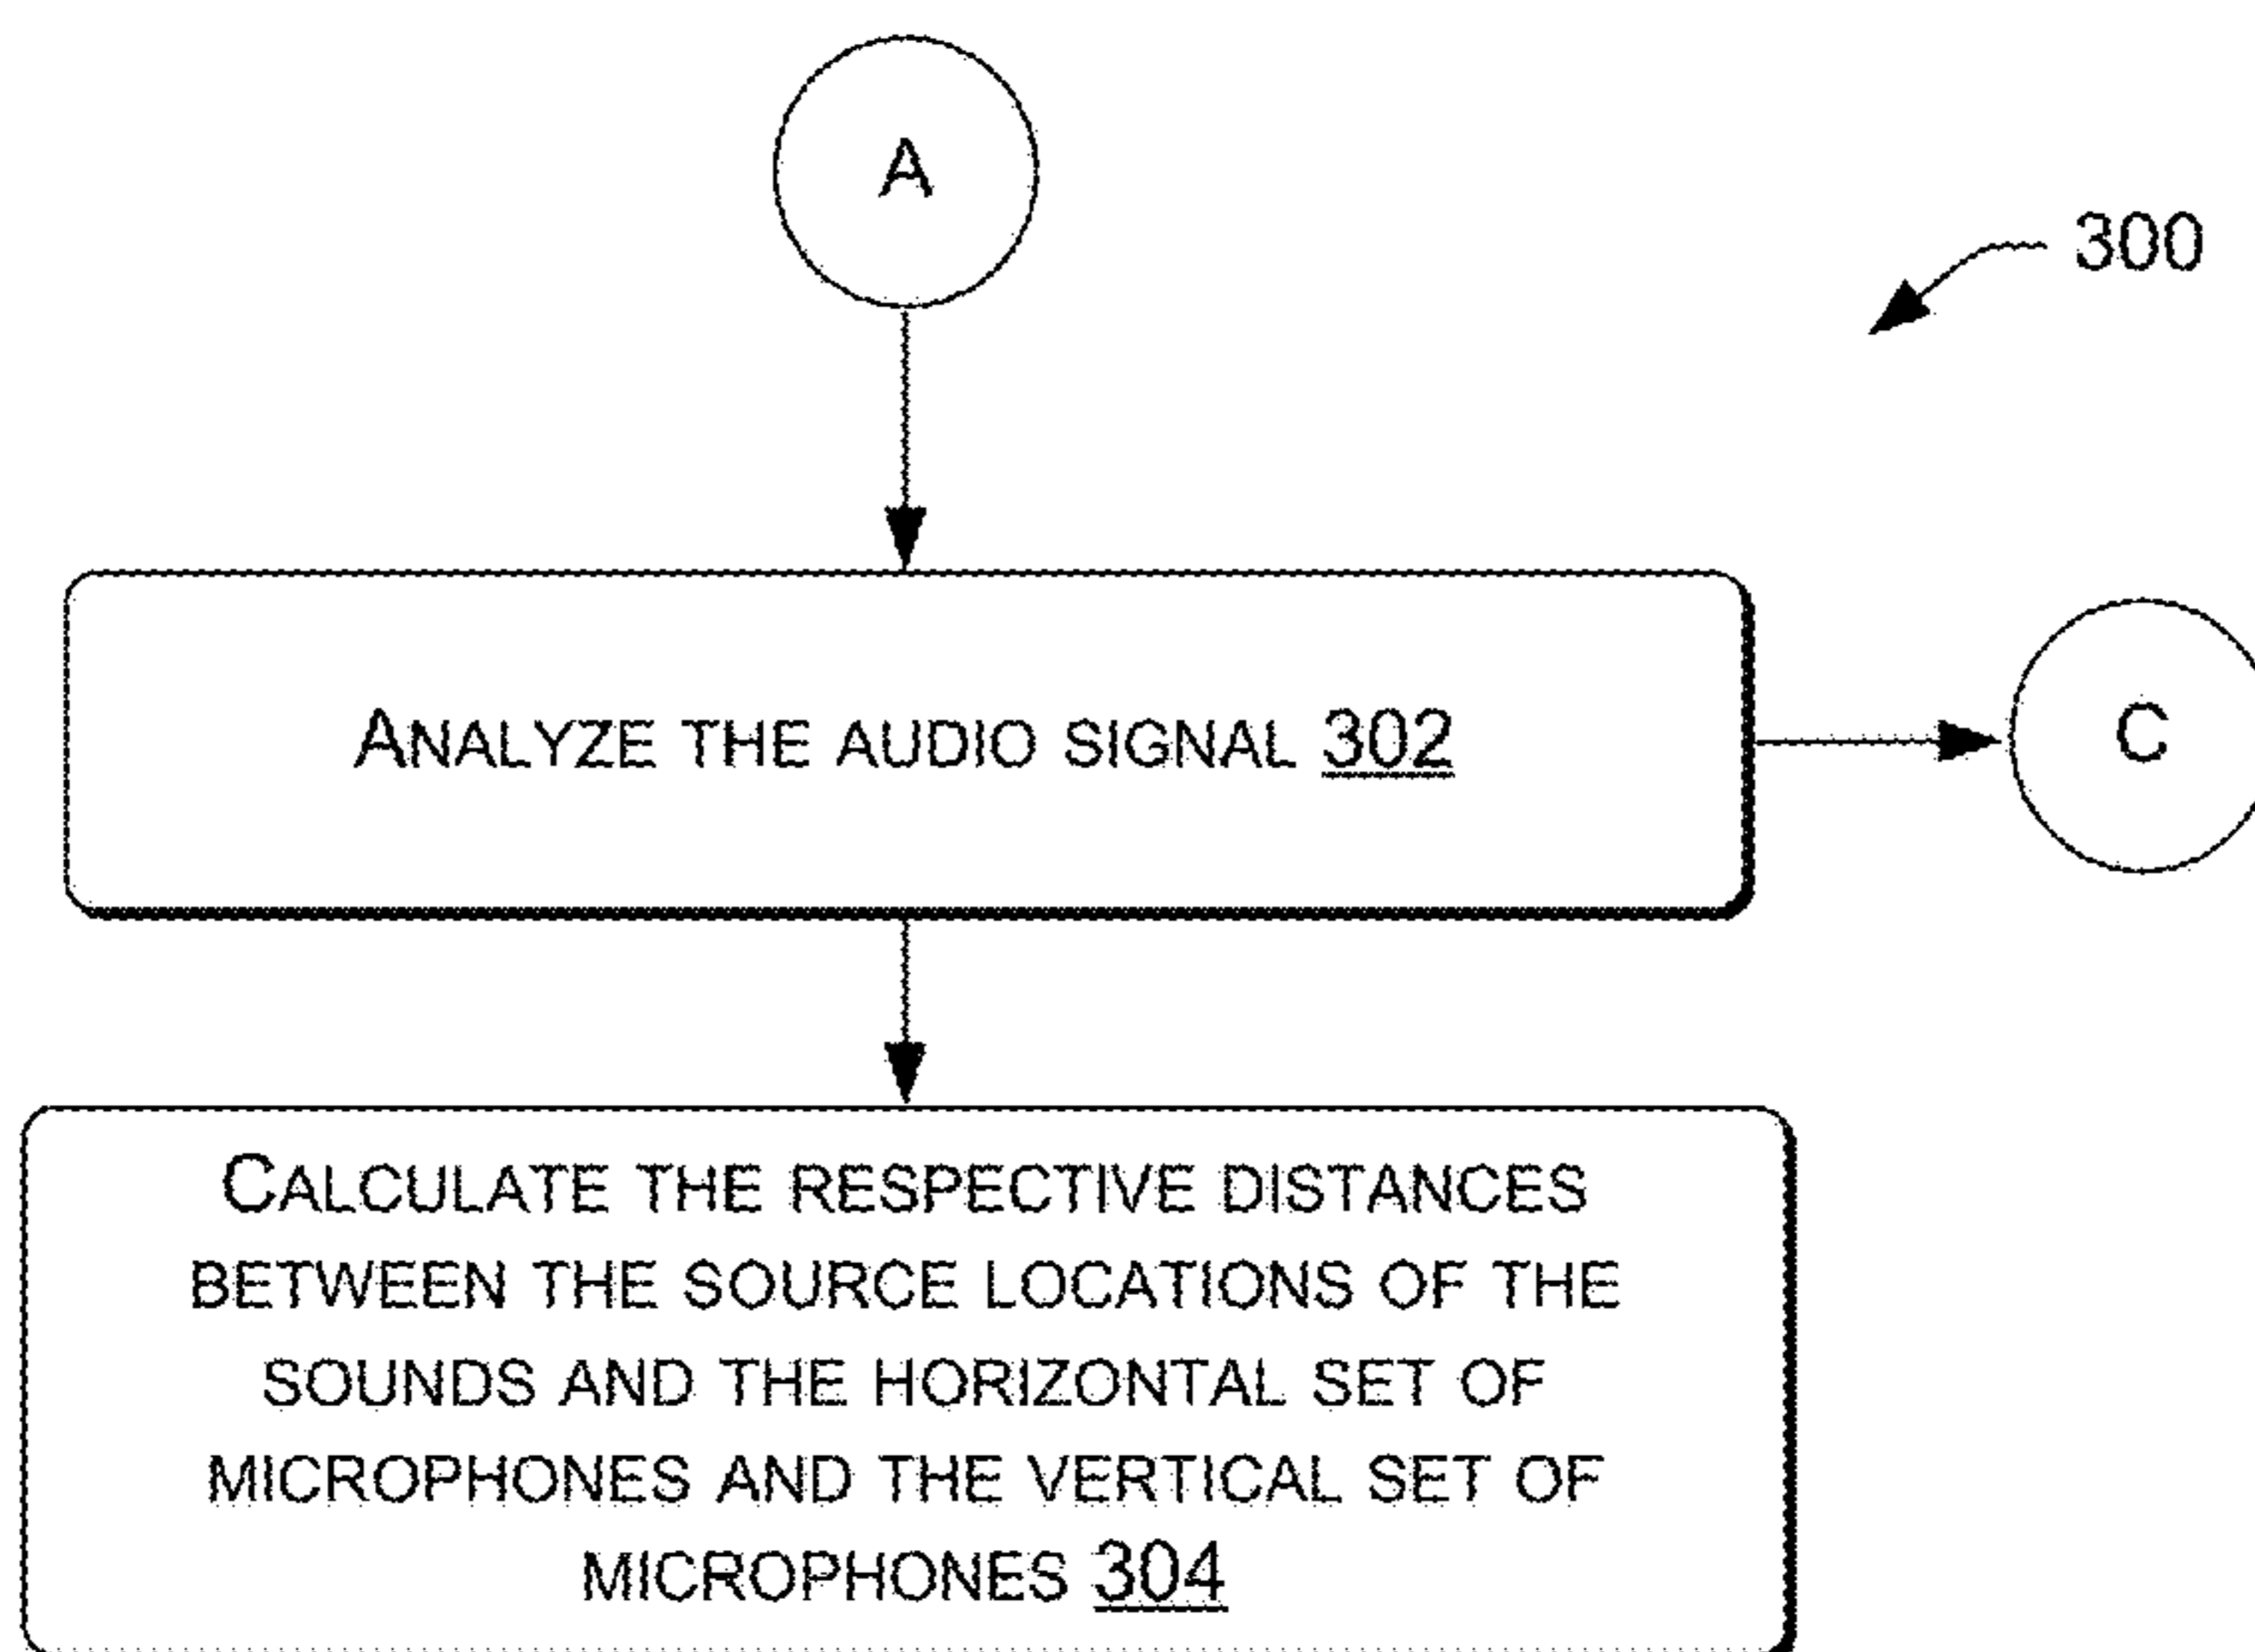 A
300
ANALYZE THE AUDIO SIGNAL 302
C
CALCULATE THE RESPECTIVE DISTANCES
BETWEEN THE SOURCE LOCATIONS OF THE
SOUNDS AND THE HORIZONTAL SET OF
MICROPHONES AND THE VERTICAL SET OF
MICROPHONES 304